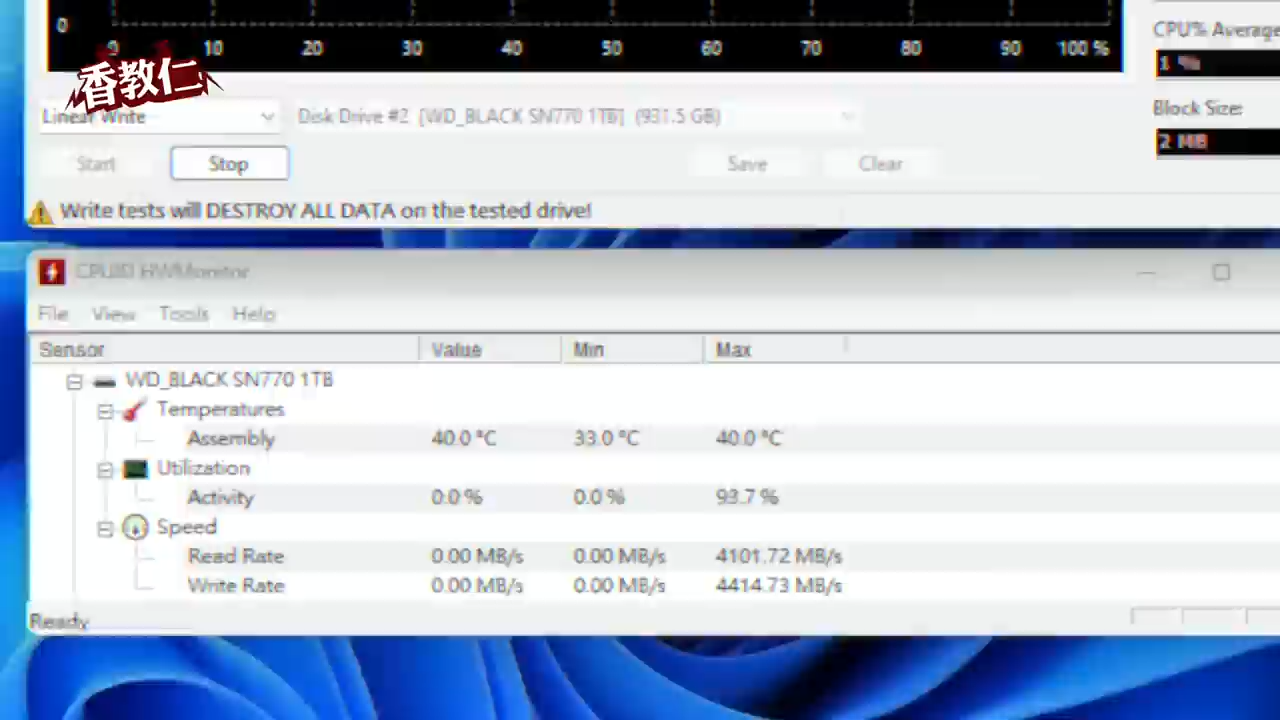 CPU% Average
0
0 10 20 30 40 50 60 70 80 90 100 %
1 %
香教仁
Block Size:
Linear Write
Disk Drive #2 [WD_BLACK SN770 1TB] (931.5 GB)
2 MB
Start Stop Save Clear
Write tests will DESTROY ALL DATA on the tested drive!
CPUID HWMonitor
File View Tools Help
Sensor Value Min Max
WD_BLACK SN770 1TB
Temperatures
Assembly 40.0 °C 33.0 °C 40.0 °C
Utilization
Activity 0.0 % 0.0 % 93.7 %
Speed
Read Rate 0.00 MB/s 0.00 MB/s 4101.72 MB/s
Write Rate 0.00 MB/s 0.00 MB/s 4414.73 MB/s
Ready